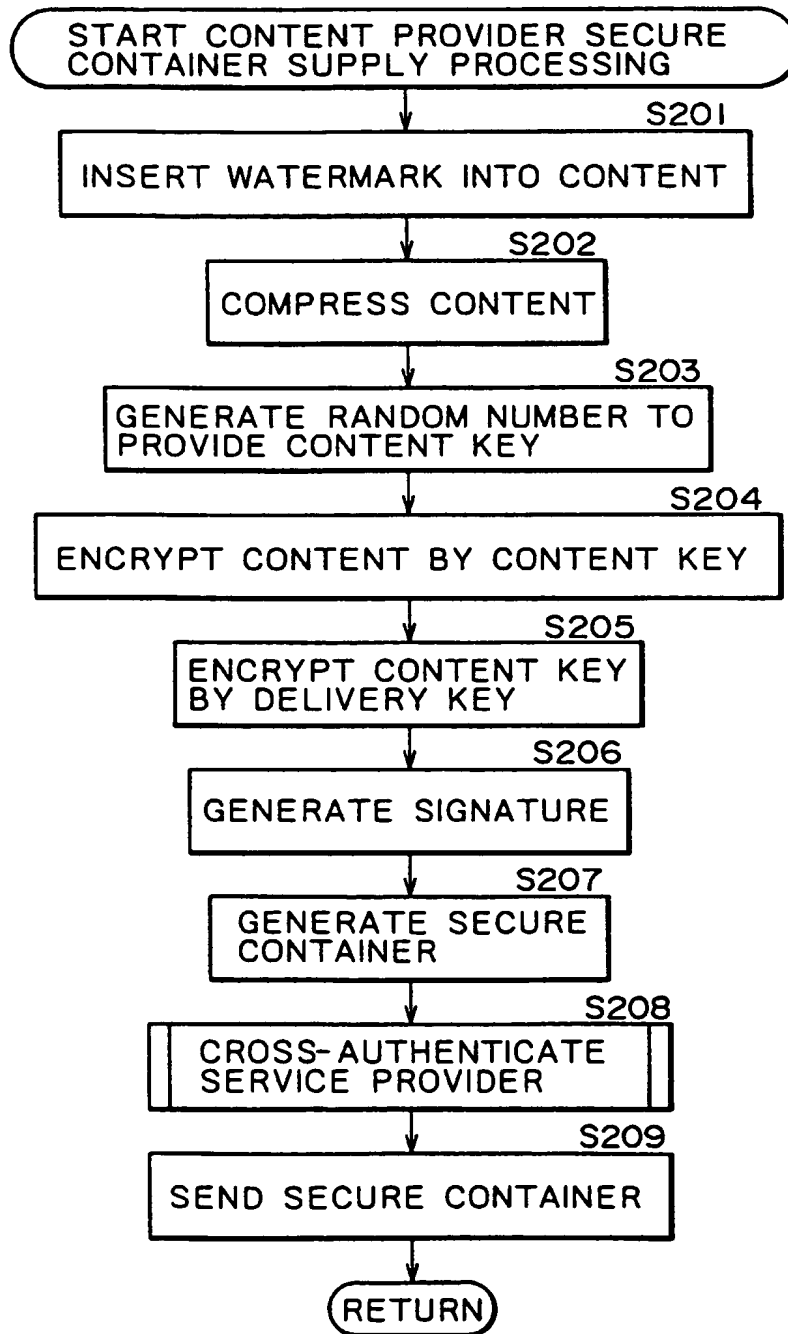 START CONTENT PROVIDER SECURE
CONTAINER SUPPLY PROCESSING
S201
INSERT WATERMARK INTO CONTENT
S202
COMPRESS CONTENT
S203
GENERATE RANDOM NUMBER TO
PROVIDE CONTENT KEY
S204
ENCRYPT CONTENT BY CONTENT KEY
S205
ENCRYPT CONTENT KEY
BY DELIVERY KEY
S206
GENERATE SIGNATURE
S207
GENERATE SECURE
CONTAINER
S208
CROSS-AUTHENTICATE
SERVICE PROVIDER
S209
SEND SECURE CONTAINER
RETURN